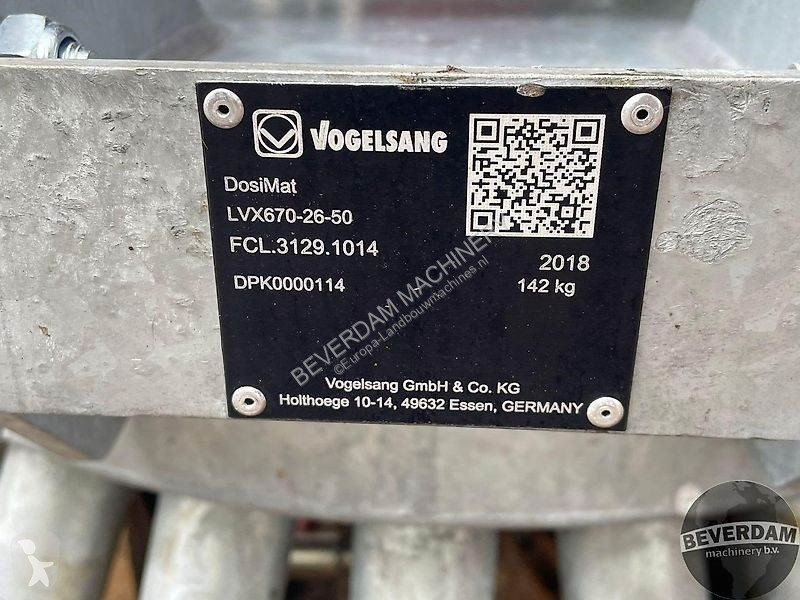 VOGELSANG
DosiMat
LVX670-26-50
FCL.3129.1014
2018
DPK0000114
142 kg
BEVERDAM MACHINERY
©Europa-Landbouwmachines.nl
Vogelsang GmbH & Co. KG
Holthoege 10-14, 49632 Essen, GERMANY
BEVERDAM
machinery b.v.